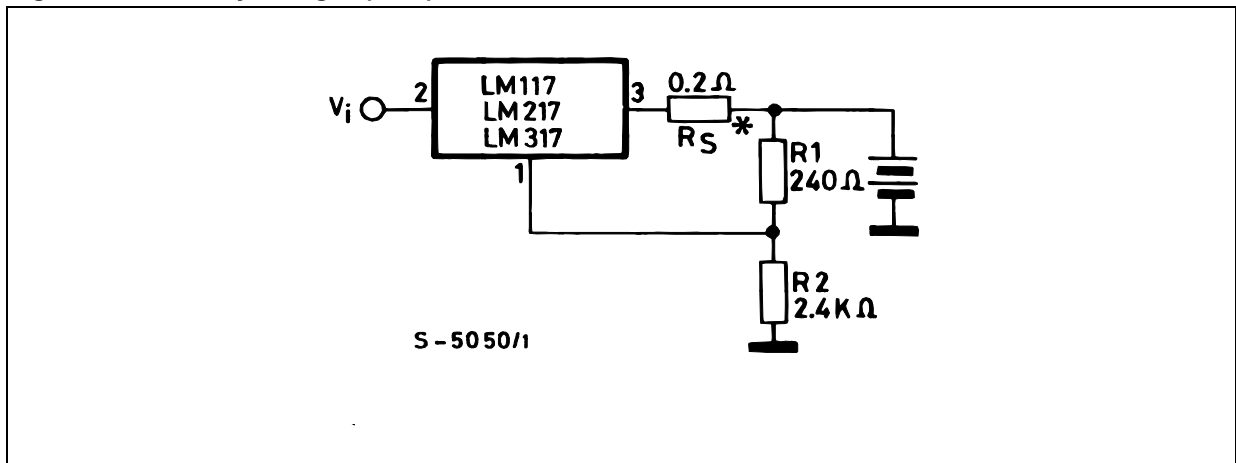 LM117
LM217
LM317
Vi
2
3
1
0.2Ω
RS
*
R1
240Ω
R2
2.4KΩ
S-5050/1